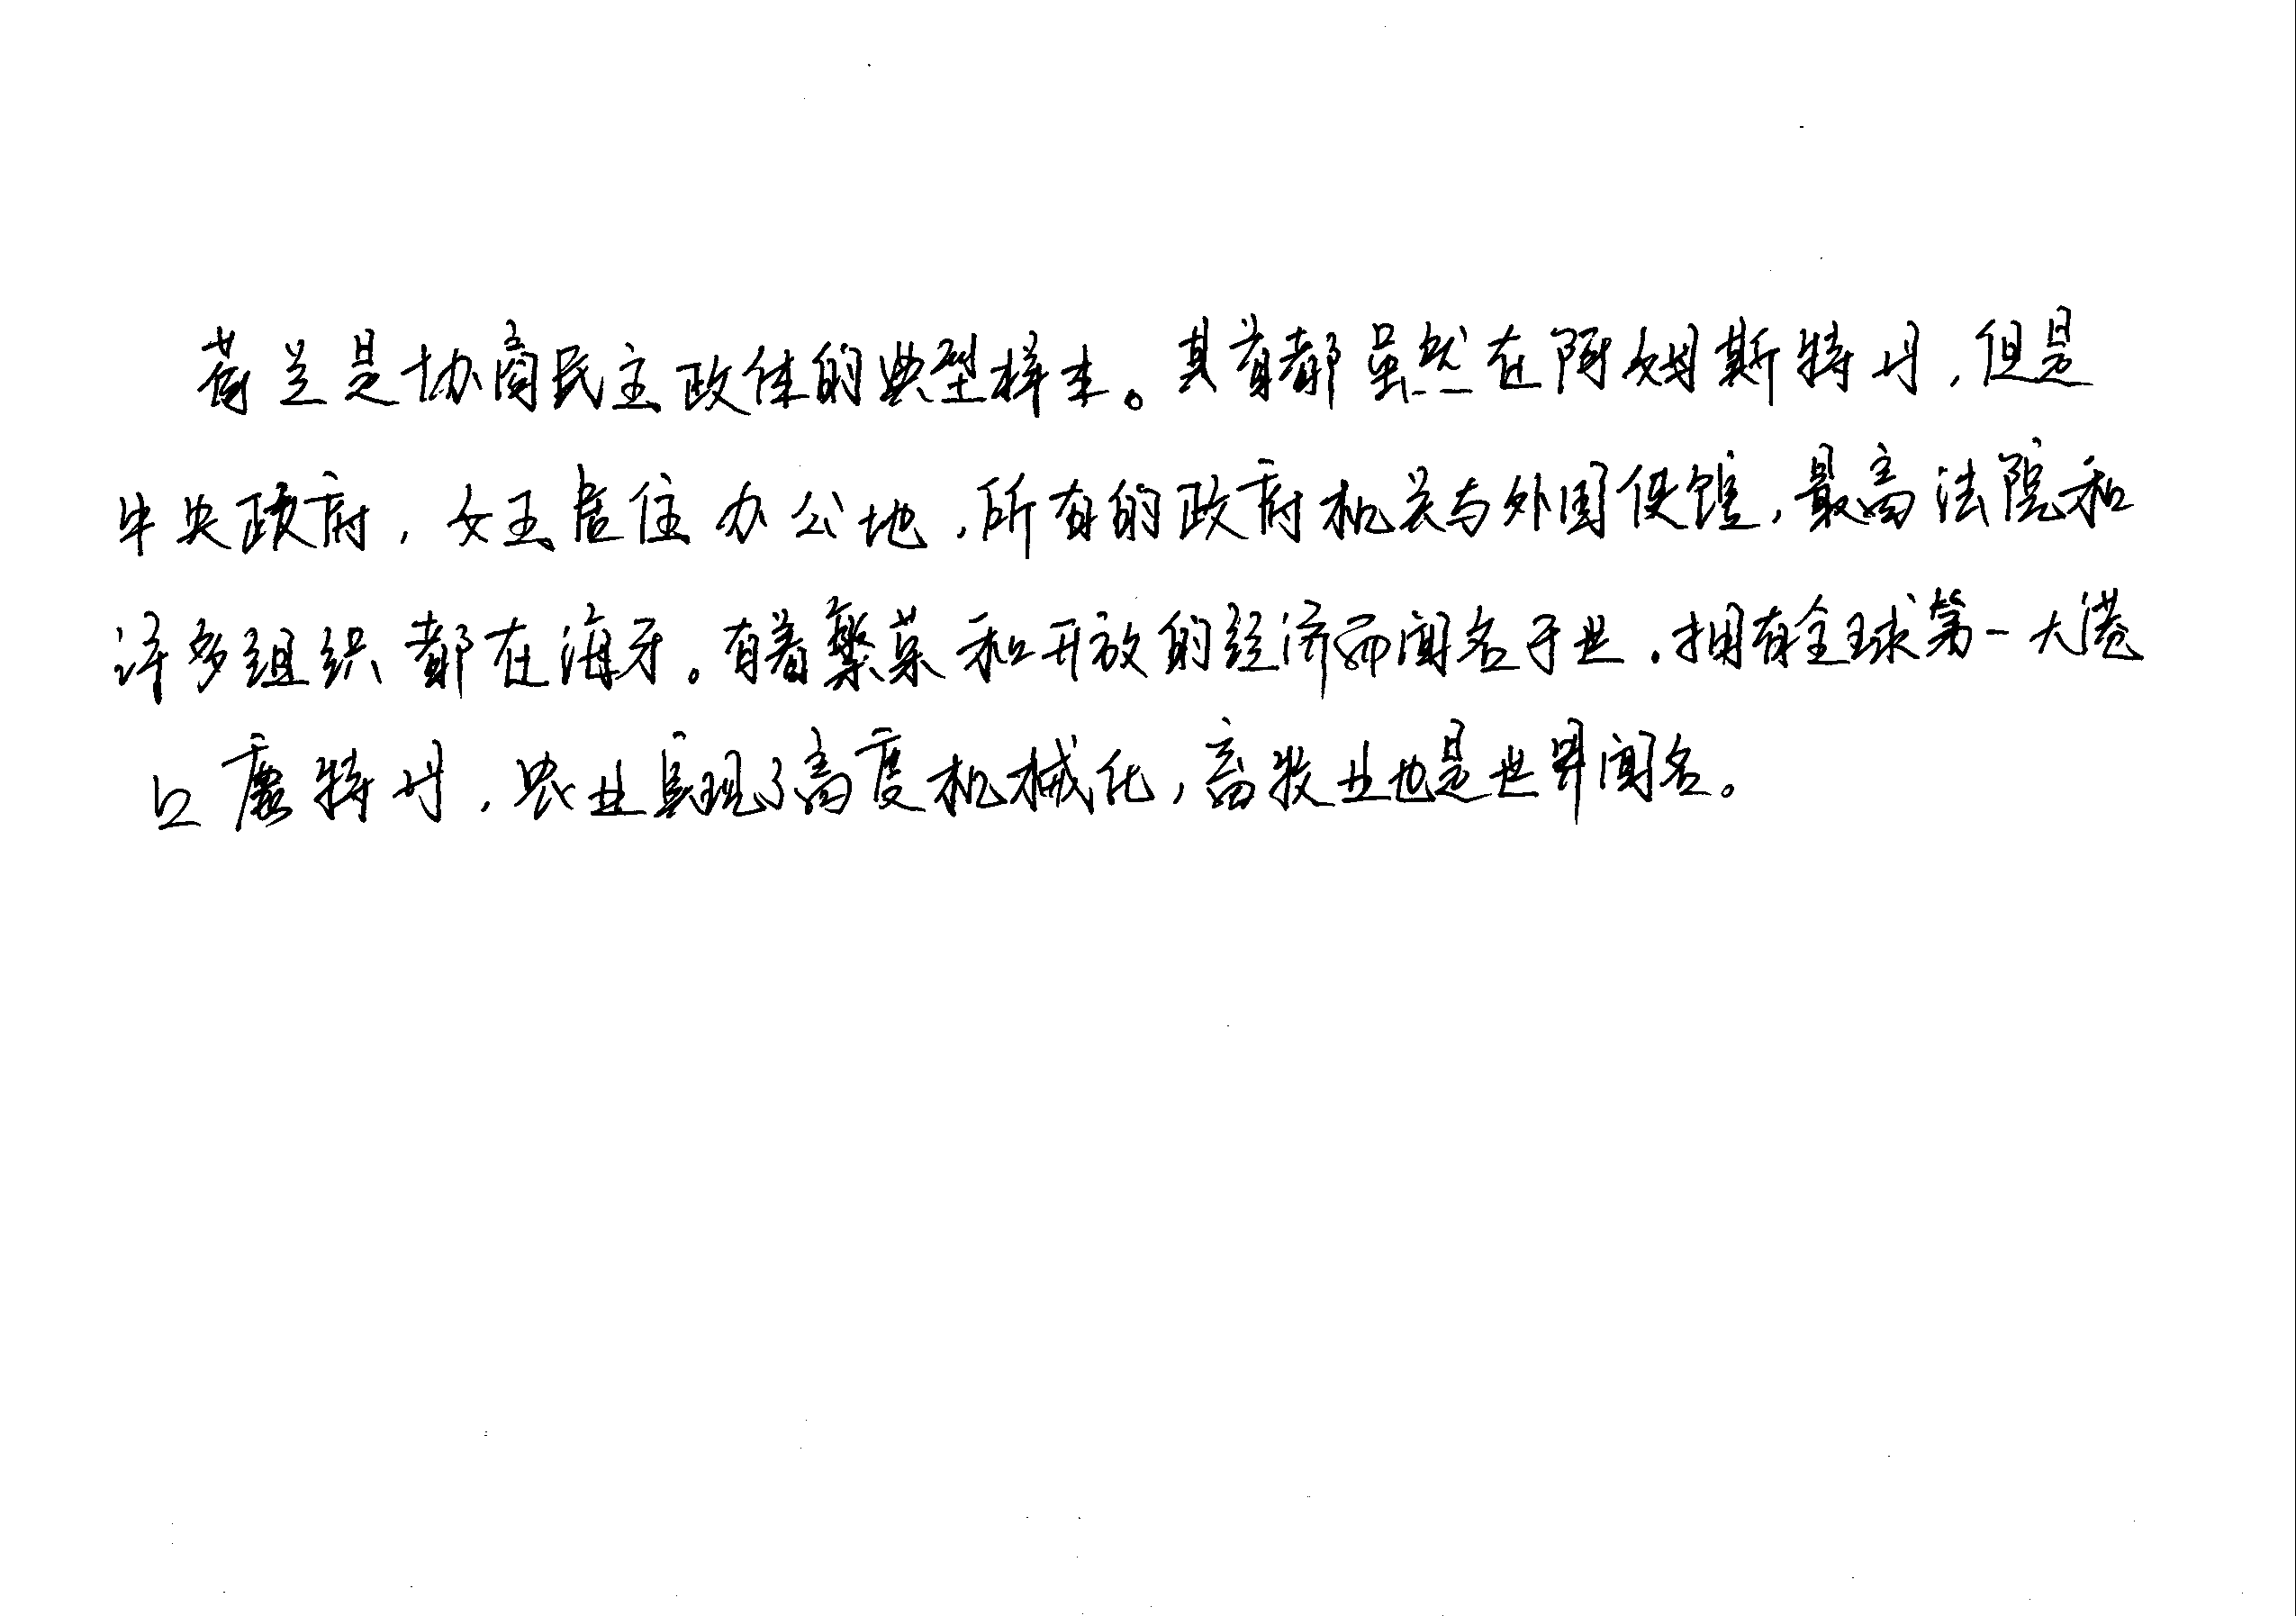 荷兰是协商民主政体的典型样本。其首都虽然在阿姆斯特丹，但是
中央政府，女王居住办公地，所有的政府机关与外国使馆，最高法院和
许多组织都在海牙。有着繁荣和开放的经济而闻名于世，拥有全球第一大港
口鹿特丹，农业实现了高度机械化，畜牧业也是世界闻名。